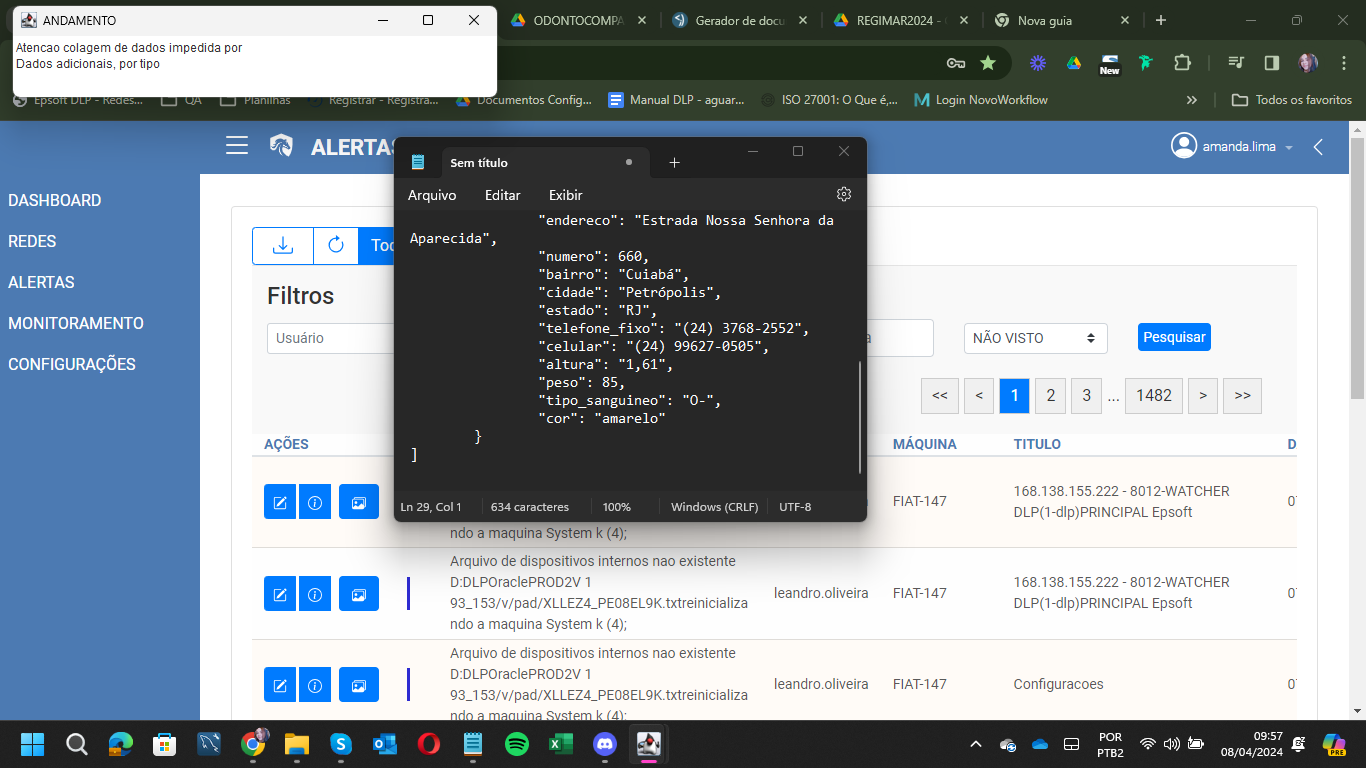 ANDAMENTO
Atencao colagem de dados impedida por
Dados adicionais, por tipo
ODONTOCOMPA
Gerador de docu
REGIMAR2024 -
Nova guia
New
Epsoft DLP - Redes...
QA
Planilhas
Registrar - Registra...
Documentos Config...
Manual DLP - aguar...
ISO 27001: O Que é,...
Login NovoWorkflow
Todos os favoritos
ALERTAS
amanda.lima
DASHBOARD
REDES
ALERTAS
MONITORAMENTO
CONFIGURAÇÕES
Sem título
Arquivo Editar Exibir
"endereco": "Estrada Nossa Senhora da
Aparecida",
"numero": 660,
"bairro": "Cuiabá",
"cidade": "Petrópolis",
"estado": "RJ",
"telefone_fixo": "(24) 3768-2552",
"celular": "(24) 99627-0505",
"altura": "1,61",
"peso": 85,
"tipo_sanguineo": "O-",
"cor": "amarelo"
}
]
Ln 29, Col 1 634 caracteres 100% Windows (CRLF) UTF-8
Filtros
Usuário
NÃO VISTO
Pesquisar
<< < 1 2 3 ... 1482 > >>
AÇÕES MÁQUINA TITULO
FIAT-147
168.138.155.222 - 8012-WATCHER
DLP(1-dlp)PRINCIPAL Epsoft
ndo a maquina System k (4);
Arquivo de dispositivos internos nao existente
D:DLPOraclePROD2V 1
93_153/v/pad/XLLEZ4_PE08EL9K.txtreinicializa
ndo a maquina System k (4);
leandro.oliveira
FIAT-147
168.138.155.222 - 8012-WATCHER
DLP(1-dlp)PRINCIPAL Epsoft
Arquivo de dispositivos internos nao existente
D:DLPOraclePROD2V 1
93_153/v/pad/XLLEZ4_PE08EL9K.txtreinicializa
ndo a maquina System k (4);
leandro.oliveira
FIAT-147
Configuracoes
POR
PTB2
09:57
08/04/2024
PRE